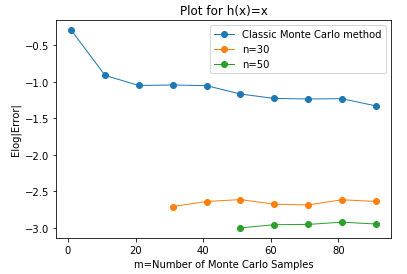 Plot for h(x)=x
Classic Monte Carlo method
n=30
n=50
Elog|Error|
−0.5
−1.0
−1.5
−2.0
−2.5
−3.0
0 20 40 60 80
m=Number of Monte Carlo Samples